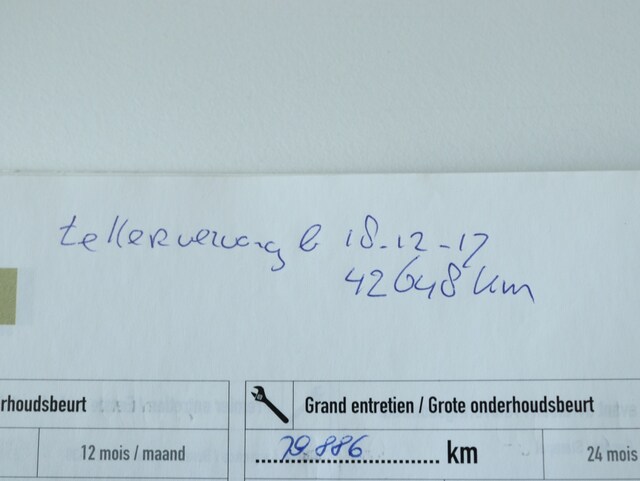 tellervervang b 18-12-17
42648 km
rhoudsbeurt
Grand entretien / Grote onderhoudsbeurt
12 mois / maand
79.886 km
24 mois